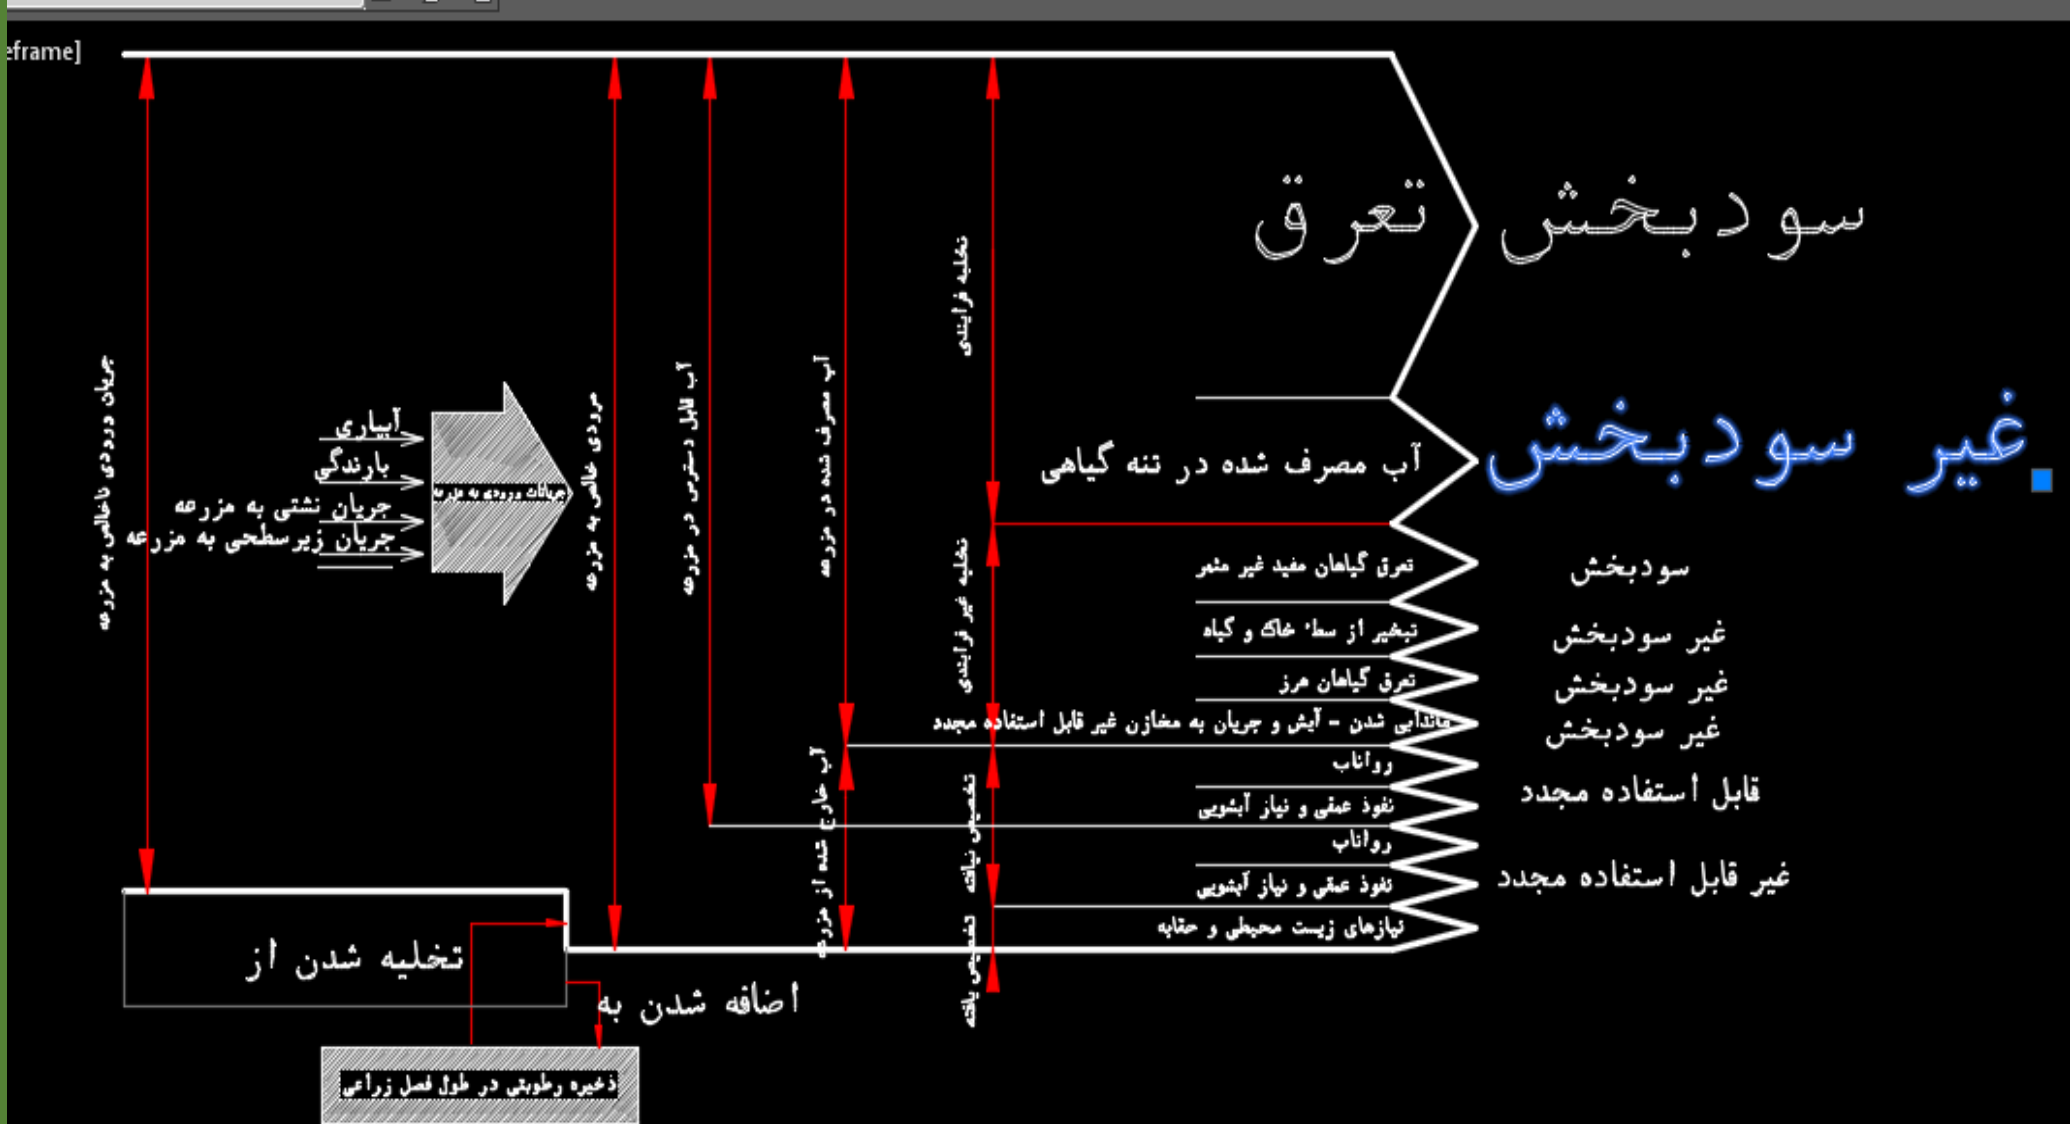 eframe]
سودبخش
تعرق
غیر سودبخش
آب مصرف شده در تنه گیاهی
تخلیه فرایندی
آب مصرف شده در مزرعه
آب قابل دسترس در مزرعه
خالص به مزرعه
جریانات ورودی به مزرعه
آبیاری
بارندگی
جریان نشتی به مزرعه
جریان زیرسطحی به مزرعه
جریان ورودی ناخالص به مزرعه
سودبخش
تعرق گیاهان مفید غیر مثمر
غیر سودبخش
تبخیر از خاک و گیاه
غیر سودبخش
تعرق گیاهان هرز
غیر سودبخش
ماندابی شدن - آیش و جریان به مخازن غیر قابل استفاده مجدد
تخلیه غیر فرایندی
قابل استفاده مجدد
رواناب
نفوذ عمقی و نیاز آبشویی
رواناب
غیر قابل استفاده مجدد
نفوذ عمقی و نیاز آبشویی
نیازهای زیست محیطی و حقابه
تخصیص نیافته
تخصیص یافته
آب خارج شده از مزرعه
تخلیه شدن از
اضافه شدن به
ذخیره رطوبتی در طول فصل زراعی